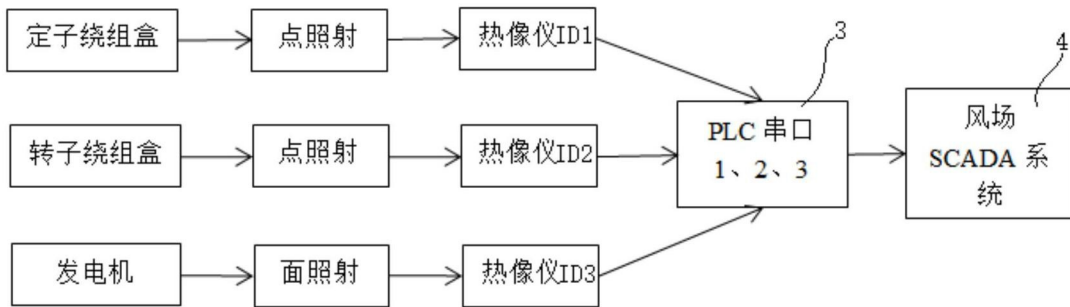 定子绕组盒
点照射
热像仪ID1
3
4
转子绕组盒
点照射
热像仪ID2
PLC 串口
1、2、3
风场
SCADA 系
统
发电机
面照射
热像仪ID3